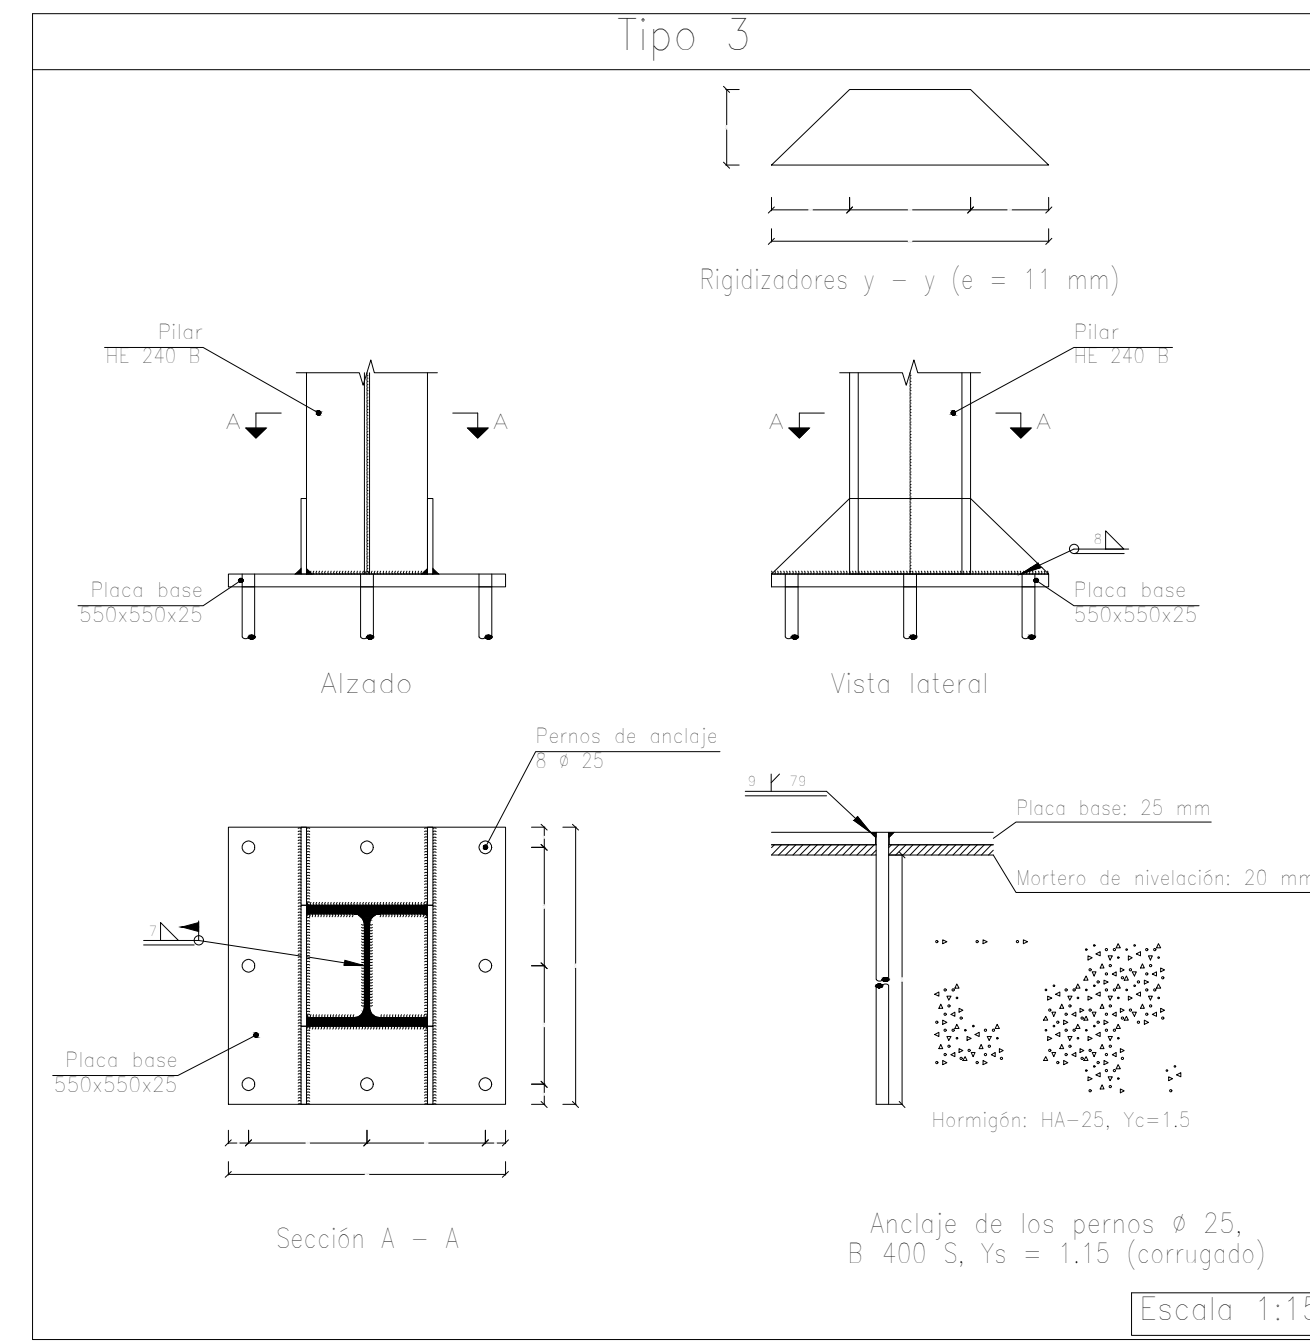 Tipo 3
Rigidizadores y - y (e = 11 mm)
Pilar
HE 240 B
Pilar
HE 240 B
A
A
A
A
8
Placa base
550x550x25
Placa base
550x550x25
Alzado
Vista lateral
Pernos de anclaje
8 ø 25
9
79
Placa base: 25 mm
Mortero de nivelación: 20 mm
7
Placa base
550x550x25
Hormigón: HA-25, Yc=1.5
Sección A - A
Anclaje de los pernos ø 25,
B 400 S, Ys = 1.15 (corrugado)
Escala 1:15